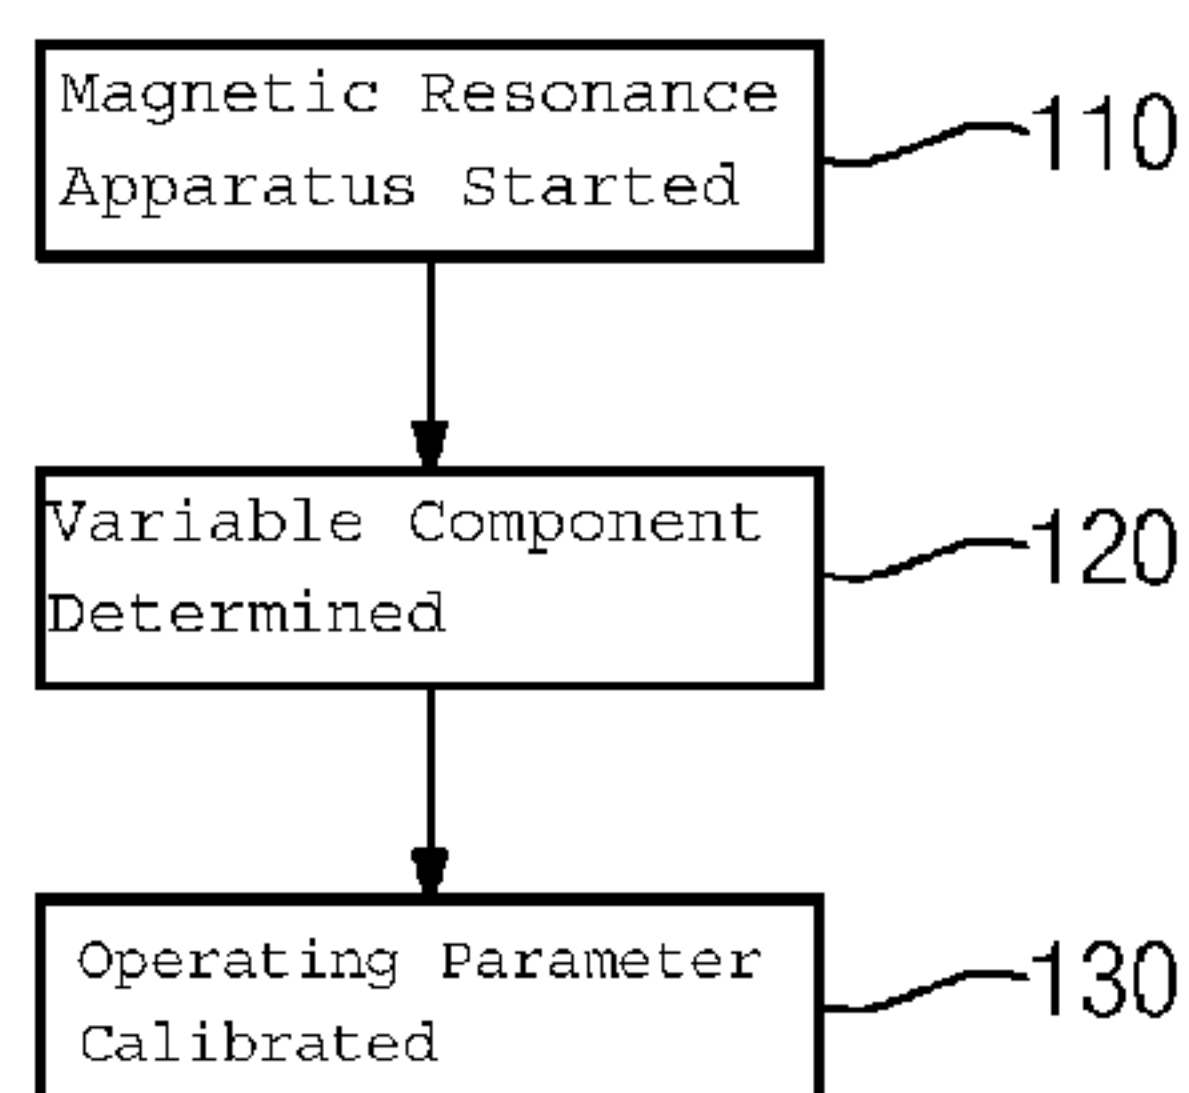 Magnetic Resonance
Apparatus Started
110
Variable Component
Determined
120
Operating Parameter
Calibrated
130